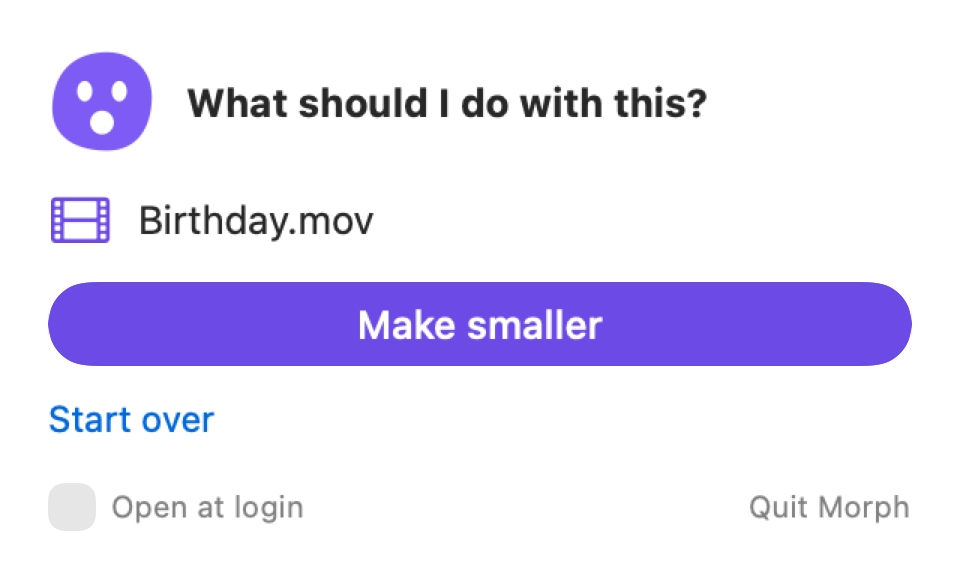 What should I do with this?
Birthday.mov
Make smaller
Start over
Open at login
Quit Morph